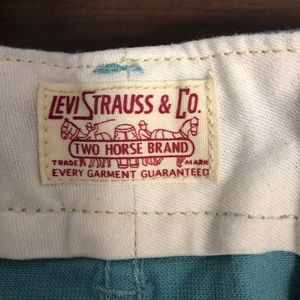 LEVI STRAUSS & CO.
TWO HORSE BRAND
TRADE MARK
EVERY GARMENT GUARANTEED